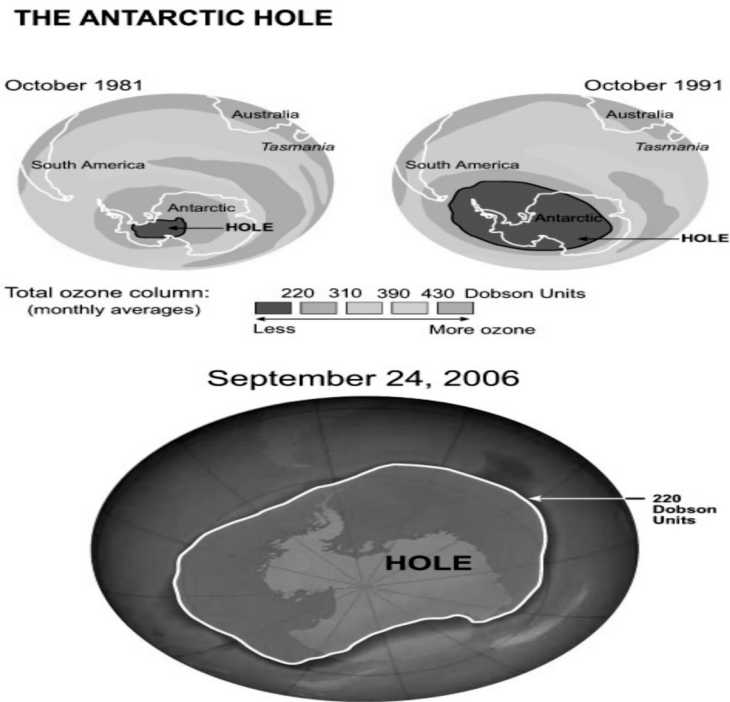 THE ANTARCTIC HOLE
October 1981
Australia
Tasmania
South America
Antarctic
HOLE
October 1991
Australia
Tasmania
South America
Antarctic
HOLE
Total ozone column:
(monthly averages)
220 310 390 430 Dobson Units
Less
More ozone
September 24, 2006
HOLE
220
Dobson
Units